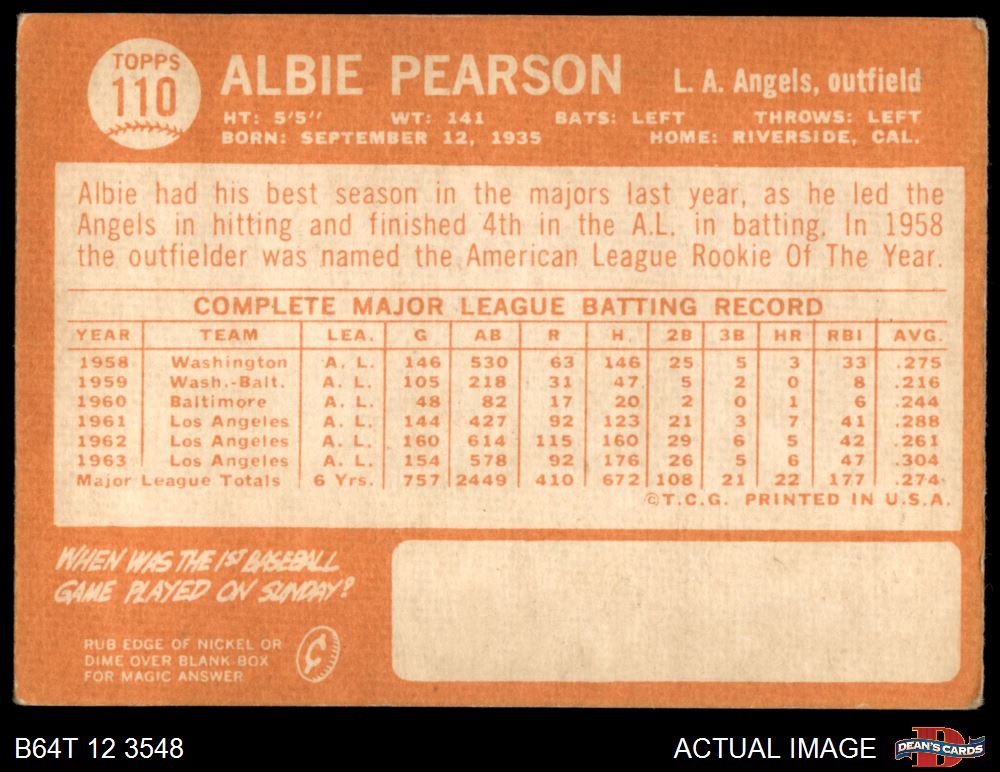 TOPPS
110
ALBIE PEARSON
L. A. Angels, outfield
HT: 5'5" WT: 141 BATS: LEFT THROWS: LEFT
BORN: SEPTEMBER 12, 1935 HOME: RIVERSIDE, CAL.
Albie had his best season in the majors last year, as he led the
Angels in hitting and finished 4th in the A.L. in batting. In 1958
the outfielder was named the American League Rookie Of The Year.
COMPLETE MAJOR LEAGUE BATTING RECORD
YEAR TEAM LEA. G AB R H 2B 3B HR RBI AVG.
1958 Washington A. L. 146 530 63 146 25 5 3 33 .275
1959 Wash.-Balt. A. L. 105 218 31 47 5 2 0 8 .216
1960 Baltimore A. L. 48 82 17 20 2 0 1 6 .244
1961 Los Angeles A. L. 144 427 92 123 21 3 7 41 .288
1962 Los Angeles A. L. 160 614 115 160 29 6 5 42 .261
1963 Los Angeles A. L. 154 578 92 176 26 5 6 47 .304
Major League Totals 6 Yrs. 757 2449 410 672 108 21 22 177 .274
©T.C.G. PRINTED IN U.S.A.
WHEN WAS THE 1ST BASEBALL
GAME PLAYED ON SUNDAY?
RUB EDGE OF NICKEL OR
DIME OVER BLANK BOX
FOR MAGIC ANSWER
¢
B64T 12 3548
ACTUAL IMAGE
D
DEAN'S CARDS